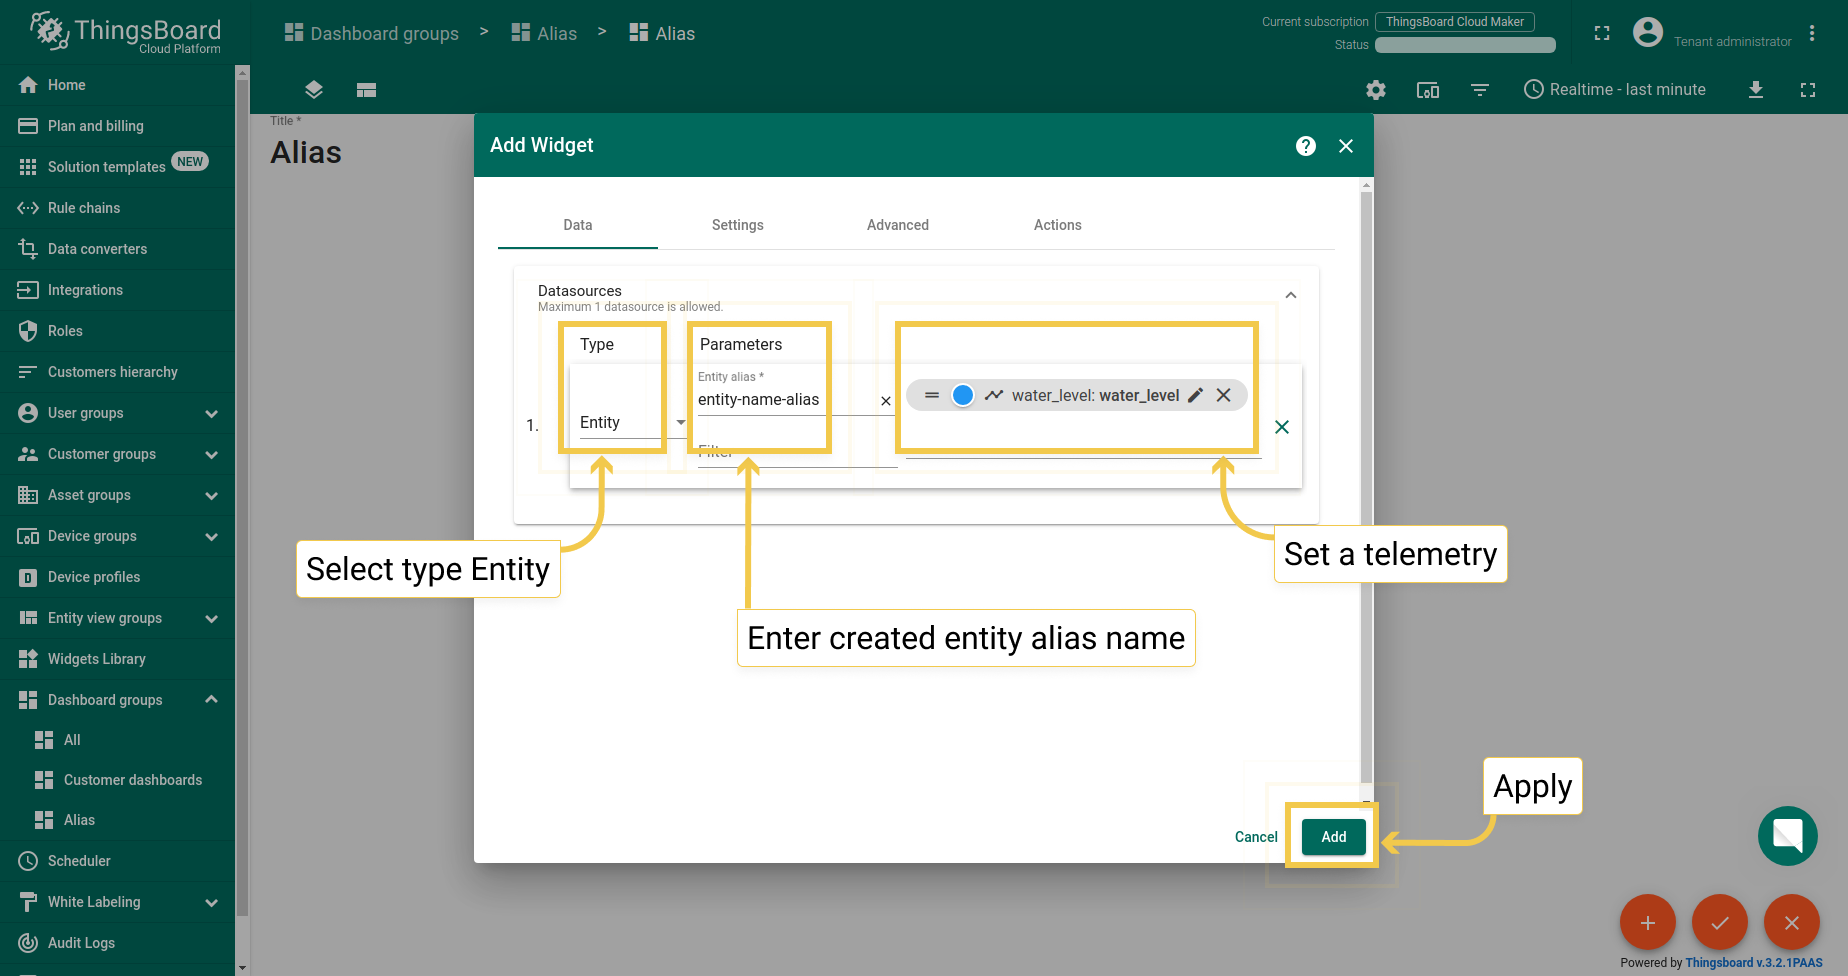 ThingsBoard
Cloud Platform
Dashboard groups > Alias > Alias
Current subscription ThingsBoard Cloud Maker
Status
Tenant administrator
Realtime - last minute
Home
Plan and billing
Solution templates NEW
Rule chains
Data converters
Integrations
Roles
Customers hierarchy
User groups
Customer groups
Asset groups
Device groups
Device profiles
Entity view groups
Widgets Library
Dashboard groups
All
Customer dashboards
Alias
Scheduler
White Labeling
Audit Logs
Title *
Alias
Add Widget
Data Settings Advanced Actions
Datasources
Maximum 1 datasource is allowed.
Type Parameters
Entity alias *
entity-name-alias
water_level: water_level
1.
Entity
Filter
Select type Entity
Set a telemetry
Enter created entity alias name
Apply
Cancel Add
Powered by Thingsboard v.3.2.1PAAS